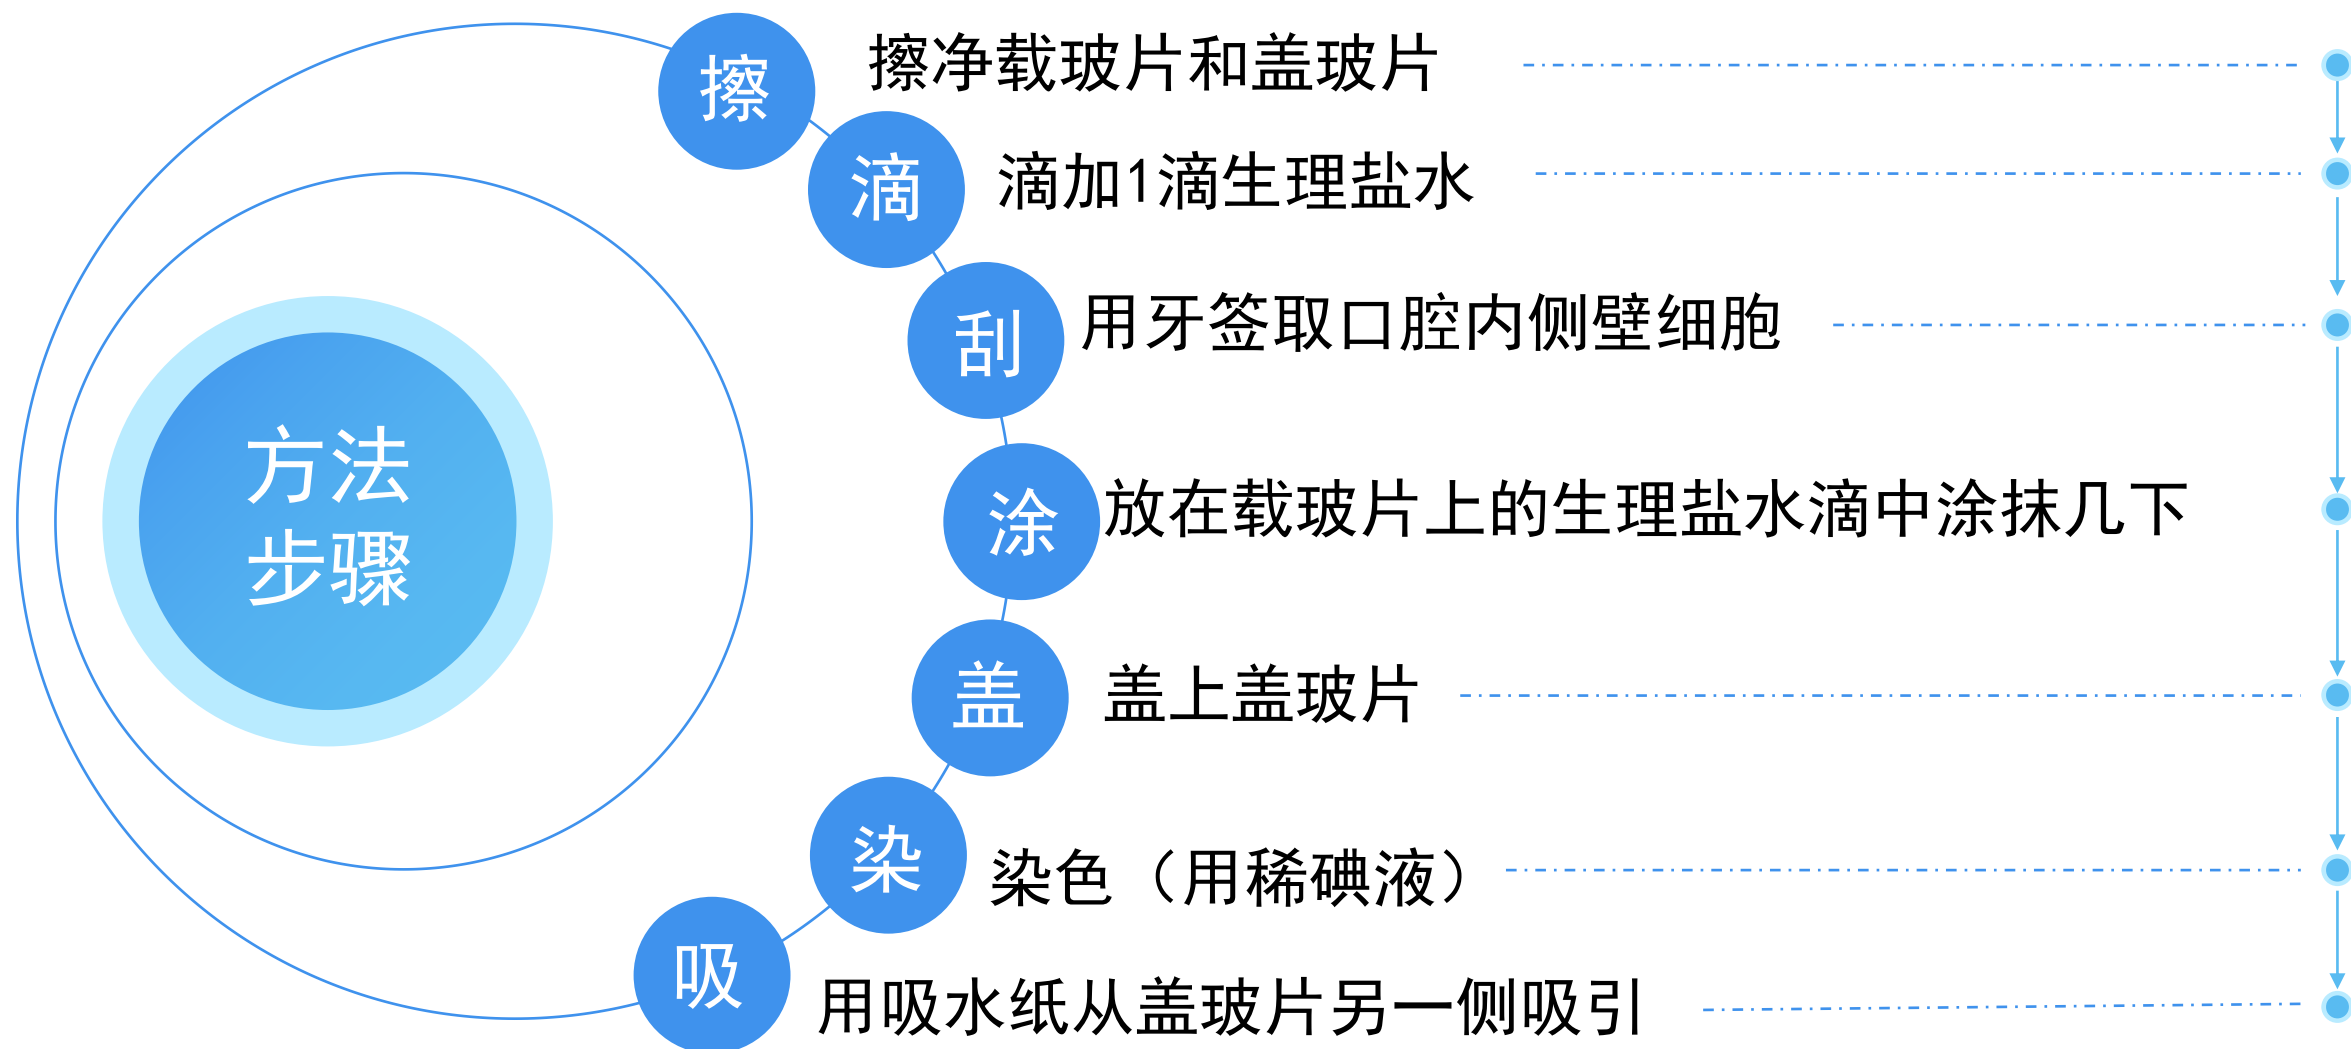 方法
步骤
擦
擦净载玻片和盖玻片
滴
滴加1滴生理盐水
刮
用牙签取口腔内侧壁细胞
涂
放在载玻片上的生理盐水滴中涂抹几下
盖
盖上盖玻片
染
染色（用稀碘液）
吸
用吸水纸从盖玻片另一侧吸引